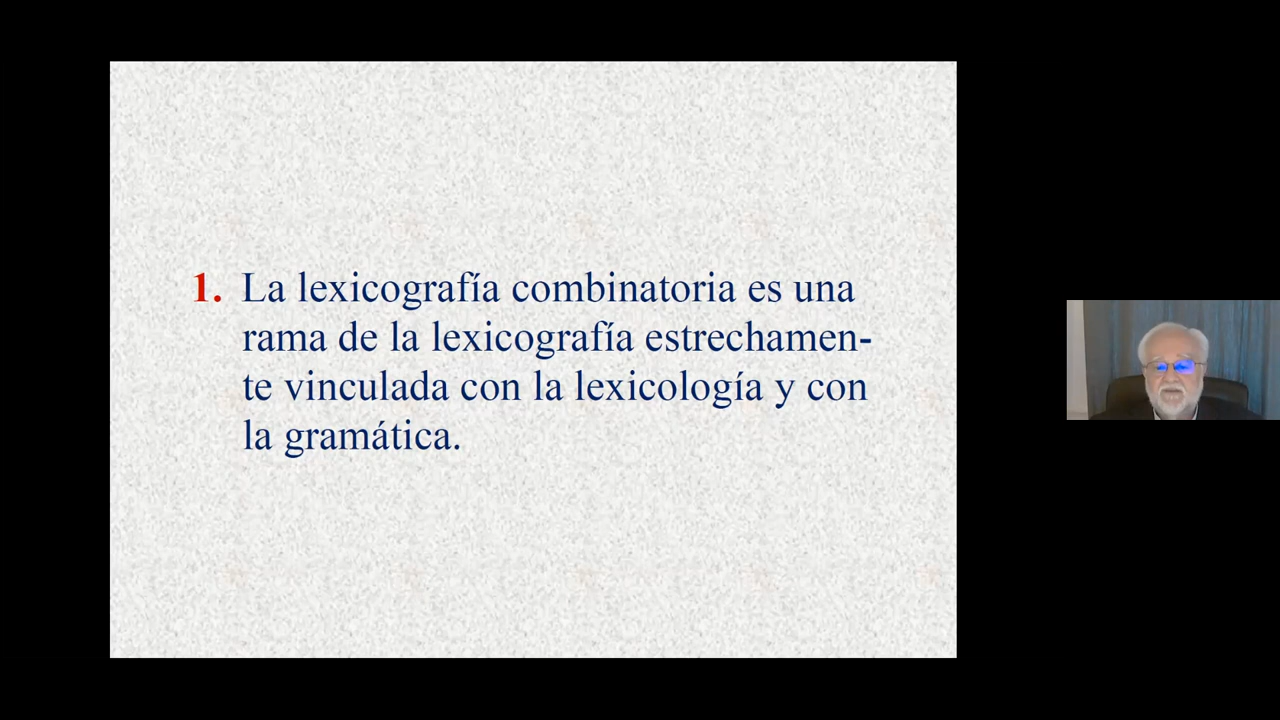 1. La lexicografía combinatoria es una
rama de la lexicografía estrechamen-
te vinculada con la lexicología y con
la gramática.